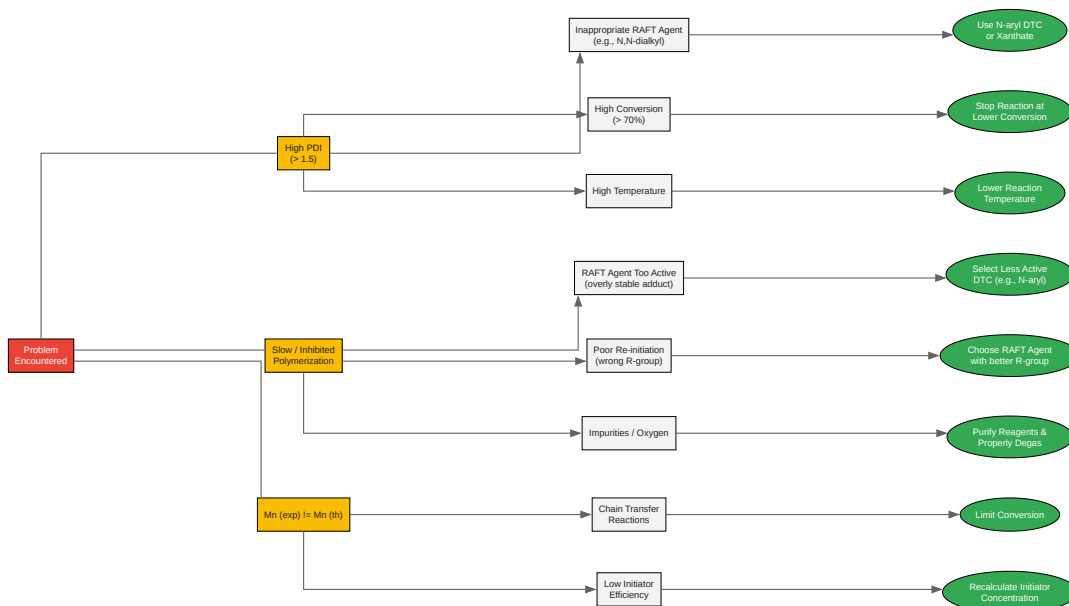 Inappropriate RAFT Agent
(e.g., N,N-dialkyl)
Use N-aryl DTC
or Xanthate
High Conversion
(> 70%)
Stop Reaction at
Lower Conversion
High PDI
(> 1.5)
High Temperature
Lower Reaction
Temperature
RAFT Agent Too Active
(overly stable adduct)
Select Less Active
DTC (e.g., N-aryl)
Problem
Encountered
Slow / Inhibited
Polymerization
Poor Re-initiation
(wrong R-group)
Choose RAFT Agent
with better R-group
Impurities / Oxygen
Purify Reagents &
Properly Degas
Mn (exp) != Mn (th)
Chain Transfer
Reactions
Limit Conversion
Low Initiator
Efficiency
Recalculate Initiator
Concentration